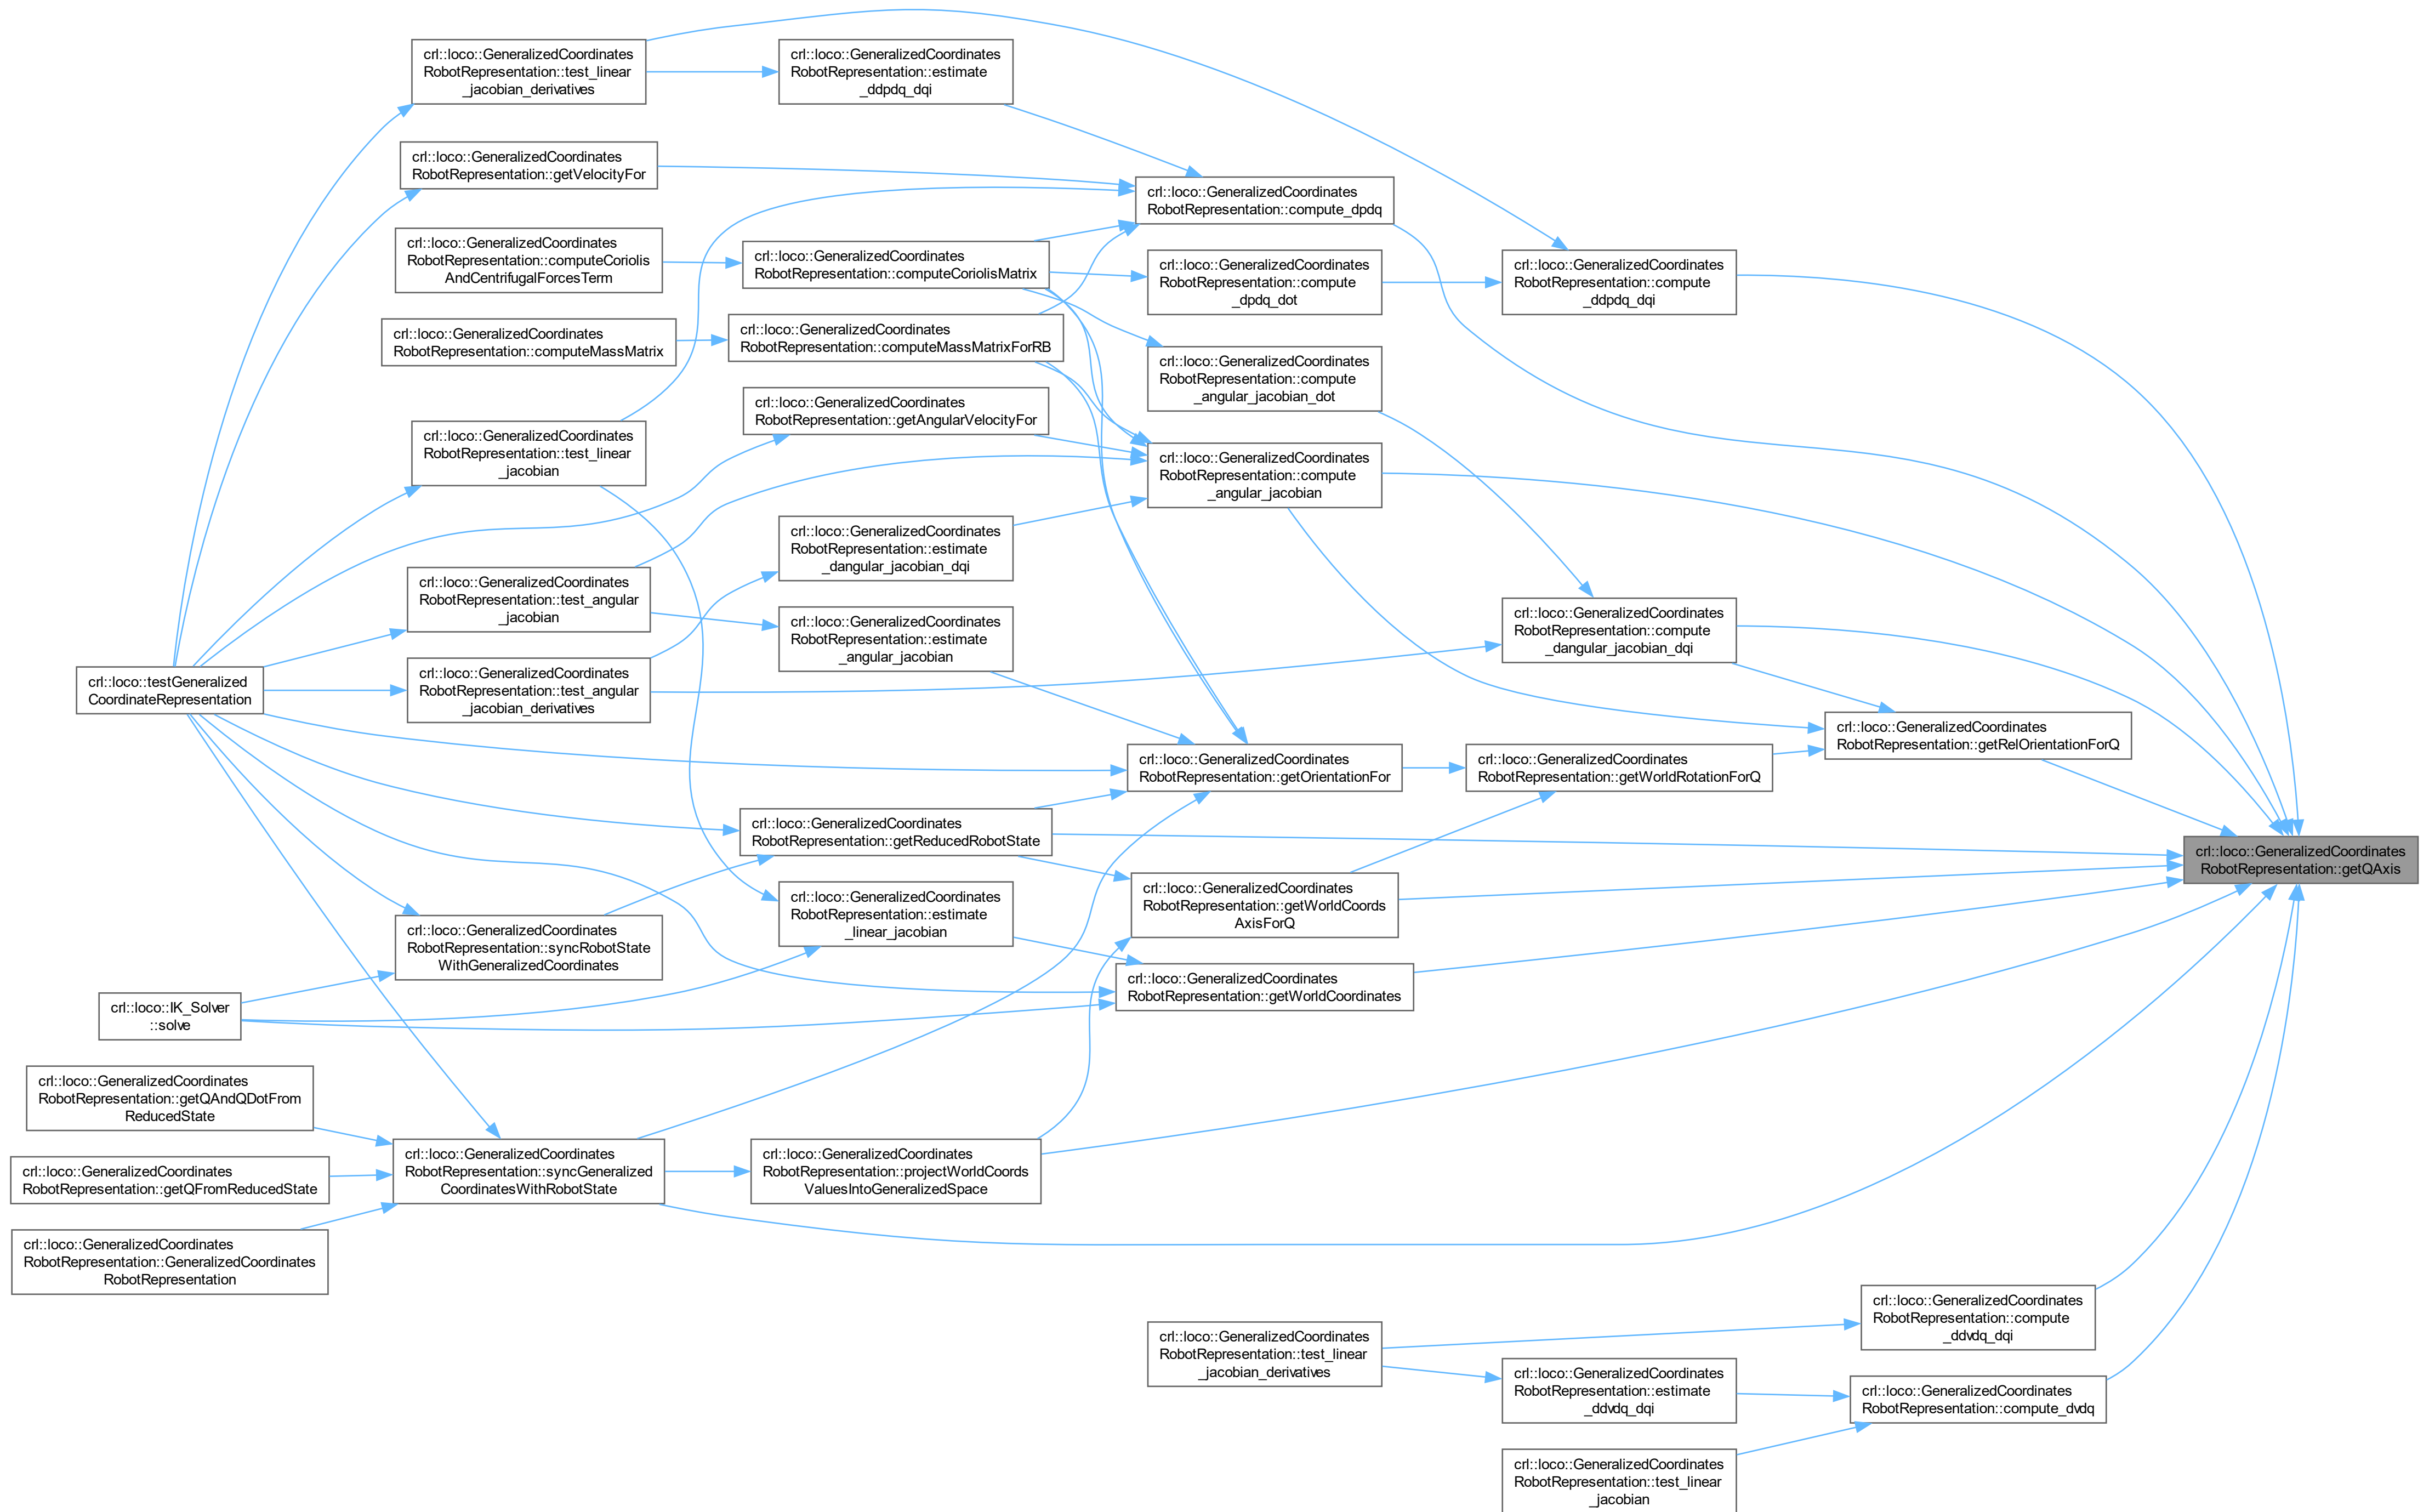 crl::loco::GeneralizedCoordinates
RobotRepresentation::test_linear
_jacobian_derivatives
crl::loco::GeneralizedCoordinates
RobotRepresentation::estimate
_ddpdq_dqi
crl::loco::GeneralizedCoordinates
RobotRepresentation::getVelocityFor
crl::loco::GeneralizedCoordinates
RobotRepresentation::compute_dpdq
crl::loco::GeneralizedCoordinates
RobotRepresentation::computeCoriolis
AndCentrifugalForcesTerm
crl::loco::GeneralizedCoordinates
RobotRepresentation::computeCoriolisMatrix
crl::loco::GeneralizedCoordinates
RobotRepresentation::compute
_dpdq_dot
crl::loco::GeneralizedCoordinates
RobotRepresentation::compute
_ddpdq_dqi
crl::loco::GeneralizedCoordinates
RobotRepresentation::computeMassMatrix
crl::loco::GeneralizedCoordinates
RobotRepresentation::computeMassMatrixForRB
crl::loco::GeneralizedCoordinates
RobotRepresentation::compute
_angular_jacobian_dot
crl::loco::GeneralizedCoordinates
RobotRepresentation::getAngularVelocityFor
crl::loco::GeneralizedCoordinates
RobotRepresentation::test_linear
_jacobian
crl::loco::GeneralizedCoordinates
RobotRepresentation::compute
_angular_jacobian
crl::loco::GeneralizedCoordinates
RobotRepresentation::estimate
_dangular_jacobian_dqi
crl::loco::GeneralizedCoordinates
RobotRepresentation::test_angular
_jacobian
crl::loco::GeneralizedCoordinates
RobotRepresentation::estimate
_angular_jacobian
crl::loco::GeneralizedCoordinates
RobotRepresentation::compute
_dangular_jacobian_dqi
crl::loco::testGeneralized
CoordinateRepresentation
crl::loco::GeneralizedCoordinates
RobotRepresentation::test_angular
_jacobian_derivatives
crl::loco::GeneralizedCoordinates
RobotRepresentation::getOrientationFor
crl::loco::GeneralizedCoordinates
RobotRepresentation::getWorldRotationForQ
crl::loco::GeneralizedCoordinates
RobotRepresentation::getRelOrientationForQ
crl::loco::GeneralizedCoordinates
RobotRepresentation::getReducedRobotState
crl::loco::GeneralizedCoordinates
RobotRepresentation::getQAxis
crl::loco::GeneralizedCoordinates
RobotRepresentation::syncRobotState
WithGeneralizedCoordinates
crl::loco::GeneralizedCoordinates
RobotRepresentation::estimate
_linear_jacobian
crl::loco::GeneralizedCoordinates
RobotRepresentation::getWorldCoords
AxisForQ
crl::loco::IK_Solver
::solve
crl::loco::GeneralizedCoordinates
RobotRepresentation::getWorldCoordinates
crl::loco::GeneralizedCoordinates
RobotRepresentation::getQAndQDotFrom
ReducedState
crl::loco::GeneralizedCoordinates
RobotRepresentation::getQFromReducedState
crl::loco::GeneralizedCoordinates
RobotRepresentation::syncGeneralized
CoordinatesWithRobotState
crl::loco::GeneralizedCoordinates
RobotRepresentation::projectWorldCoords
ValuesIntoGeneralizedSpace
crl::loco::GeneralizedCoordinates
RobotRepresentation::GeneralizedCoordinates
RobotRepresentation
crl::loco::GeneralizedCoordinates
RobotRepresentation::compute
_ddvdq_dqi
crl::loco::GeneralizedCoordinates
RobotRepresentation::test_linear
_jacobian_derivatives
crl::loco::GeneralizedCoordinates
RobotRepresentation::estimate
_ddvdq_dqi
crl::loco::GeneralizedCoordinates
RobotRepresentation::compute_dvdq
crl::loco::GeneralizedCoordinates
RobotRepresentation::test_linear
_jacobian